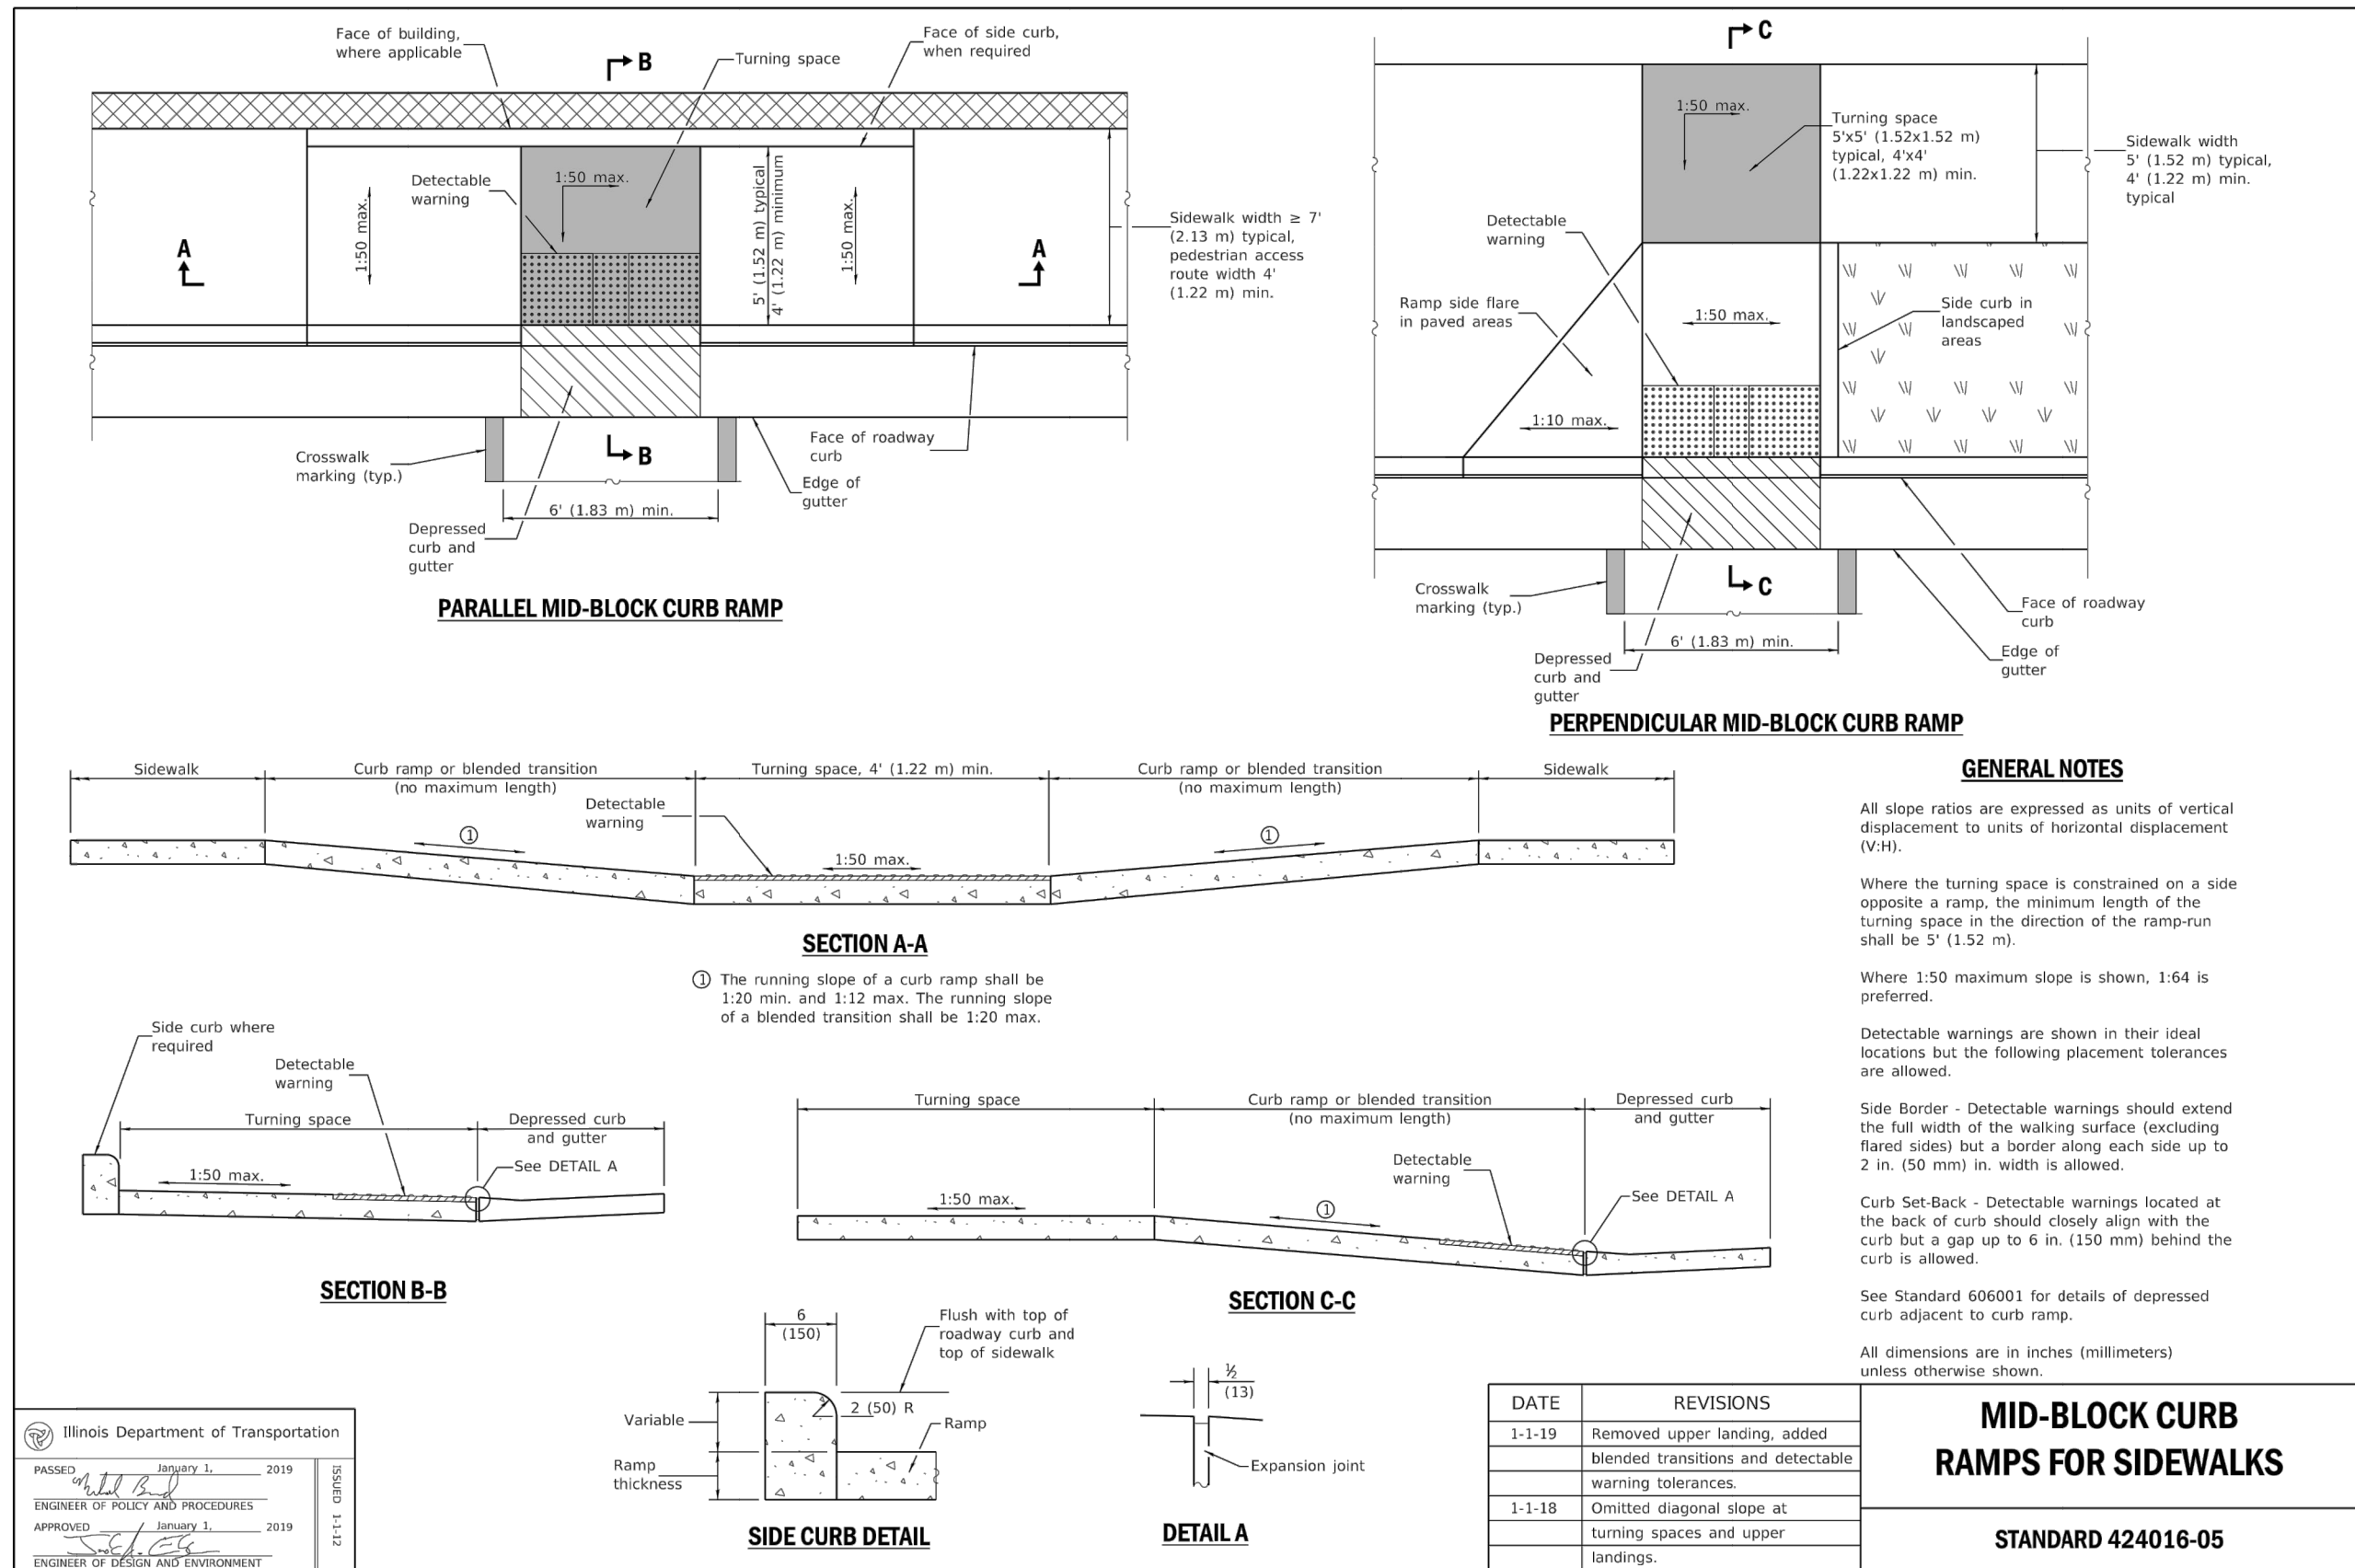 Face of building,
where applicable
B
Turning space
Face of side curb,
when required
Detectable
warning
1:50 max.
1:50 max.
5' (1.52 m) typical
4' (1.22 m) minimum
1:50 max.
A
A
Sidewalk width ≥ 7'
(2.13 m) typical,
pedestrian access
route width 4'
(1.22 m) min.
Crosswalk
marking (typ.)
B
Face of roadway
curb
Edge of
gutter
6' (1.83 m) min.
Depressed
curb and
gutter
PARALLEL MID-BLOCK CURB RAMP
C
1:50 max.
Turning space
5'x5' (1.52x1.52 m)
typical, 4'x4'
(1.22x1.22 m) min.
Sidewalk width
5' (1.52 m) typical,
4' (1.22 m) min.
typical
Detectable
warning
Ramp side flare
in paved areas
1:50 max.
Side curb in
landscaped
areas
1:10 max.
Crosswalk
marking (typ.)
C
Face of roadway
curb
6' (1.83 m) min.
Edge of
gutter
Depressed
curb and
gutter
PERPENDICULAR MID-BLOCK CURB RAMP
Sidewalk
Curb ramp or blended transition
(no maximum length)
Turning space, 4' (1.22 m) min.
Curb ramp or blended transition
(no maximum length)
Sidewalk
Detectable
warning
1
1:50 max.
1
SECTION A-A
1 The running slope of a curb ramp shall be
1:20 min. and 1:12 max. The running slope
of a blended transition shall be 1:20 max.
Side curb where
required
Detectable
warning
Turning space
Depressed curb
and gutter
See DETAIL A
1:50 max.
SECTION B-B
Turning space
Curb ramp or blended transition
(no maximum length)
Depressed curb
and gutter
Detectable
warning
1:50 max.
1
See DETAIL A
SECTION C-C
6
(150)
Flush with top of
roadway curb and
top of sidewalk
Variable
2 (50) R
Ramp
Ramp
thickness
SIDE CURB DETAIL
½
(13)
Expansion joint
DETAIL A
GENERAL NOTES
All slope ratios are expressed as units of vertical
displacement to units of horizontal displacement
(V:H).
Where the turning space is constrained on a side
opposite a ramp, the minimum length of the
turning space in the direction of the ramp-run
shall be 5' (1.52 m).
Where 1:50 maximum slope is shown, 1:64 is
preferred.
Detectable warnings are shown in their ideal
locations but the following placement tolerances
are allowed.
Side Border - Detectable warnings should extend
the full width of the walking surface (excluding
flared sides) but a border along each side up to
2 in. (50 mm) in. width is allowed.
Curb Set-Back - Detectable warnings located at
the back of curb should closely align with the
curb but a gap up to 6 in. (150 mm) behind the
curb is allowed.
See Standard 606001 for details of depressed
curb adjacent to curb ramp.
All dimensions are in inches (millimeters)
unless otherwise shown.
Illinois Department of Transportation
PASSED January 1, 2019
ENGINEER OF POLICY AND PROCEDURES
APPROVED January 1, 2019
ENGINEER OF DESIGN AND ENVIRONMENT
ISSUED 1-1-12
DATE REVISIONS
1-1-19 Removed upper landing, added
blended transitions and detectable
warning tolerances.
1-1-18 Omitted diagonal slope at
turning spaces and upper
landings.
MID-BLOCK CURB
RAMPS FOR SIDEWALKS
STANDARD 424016-05